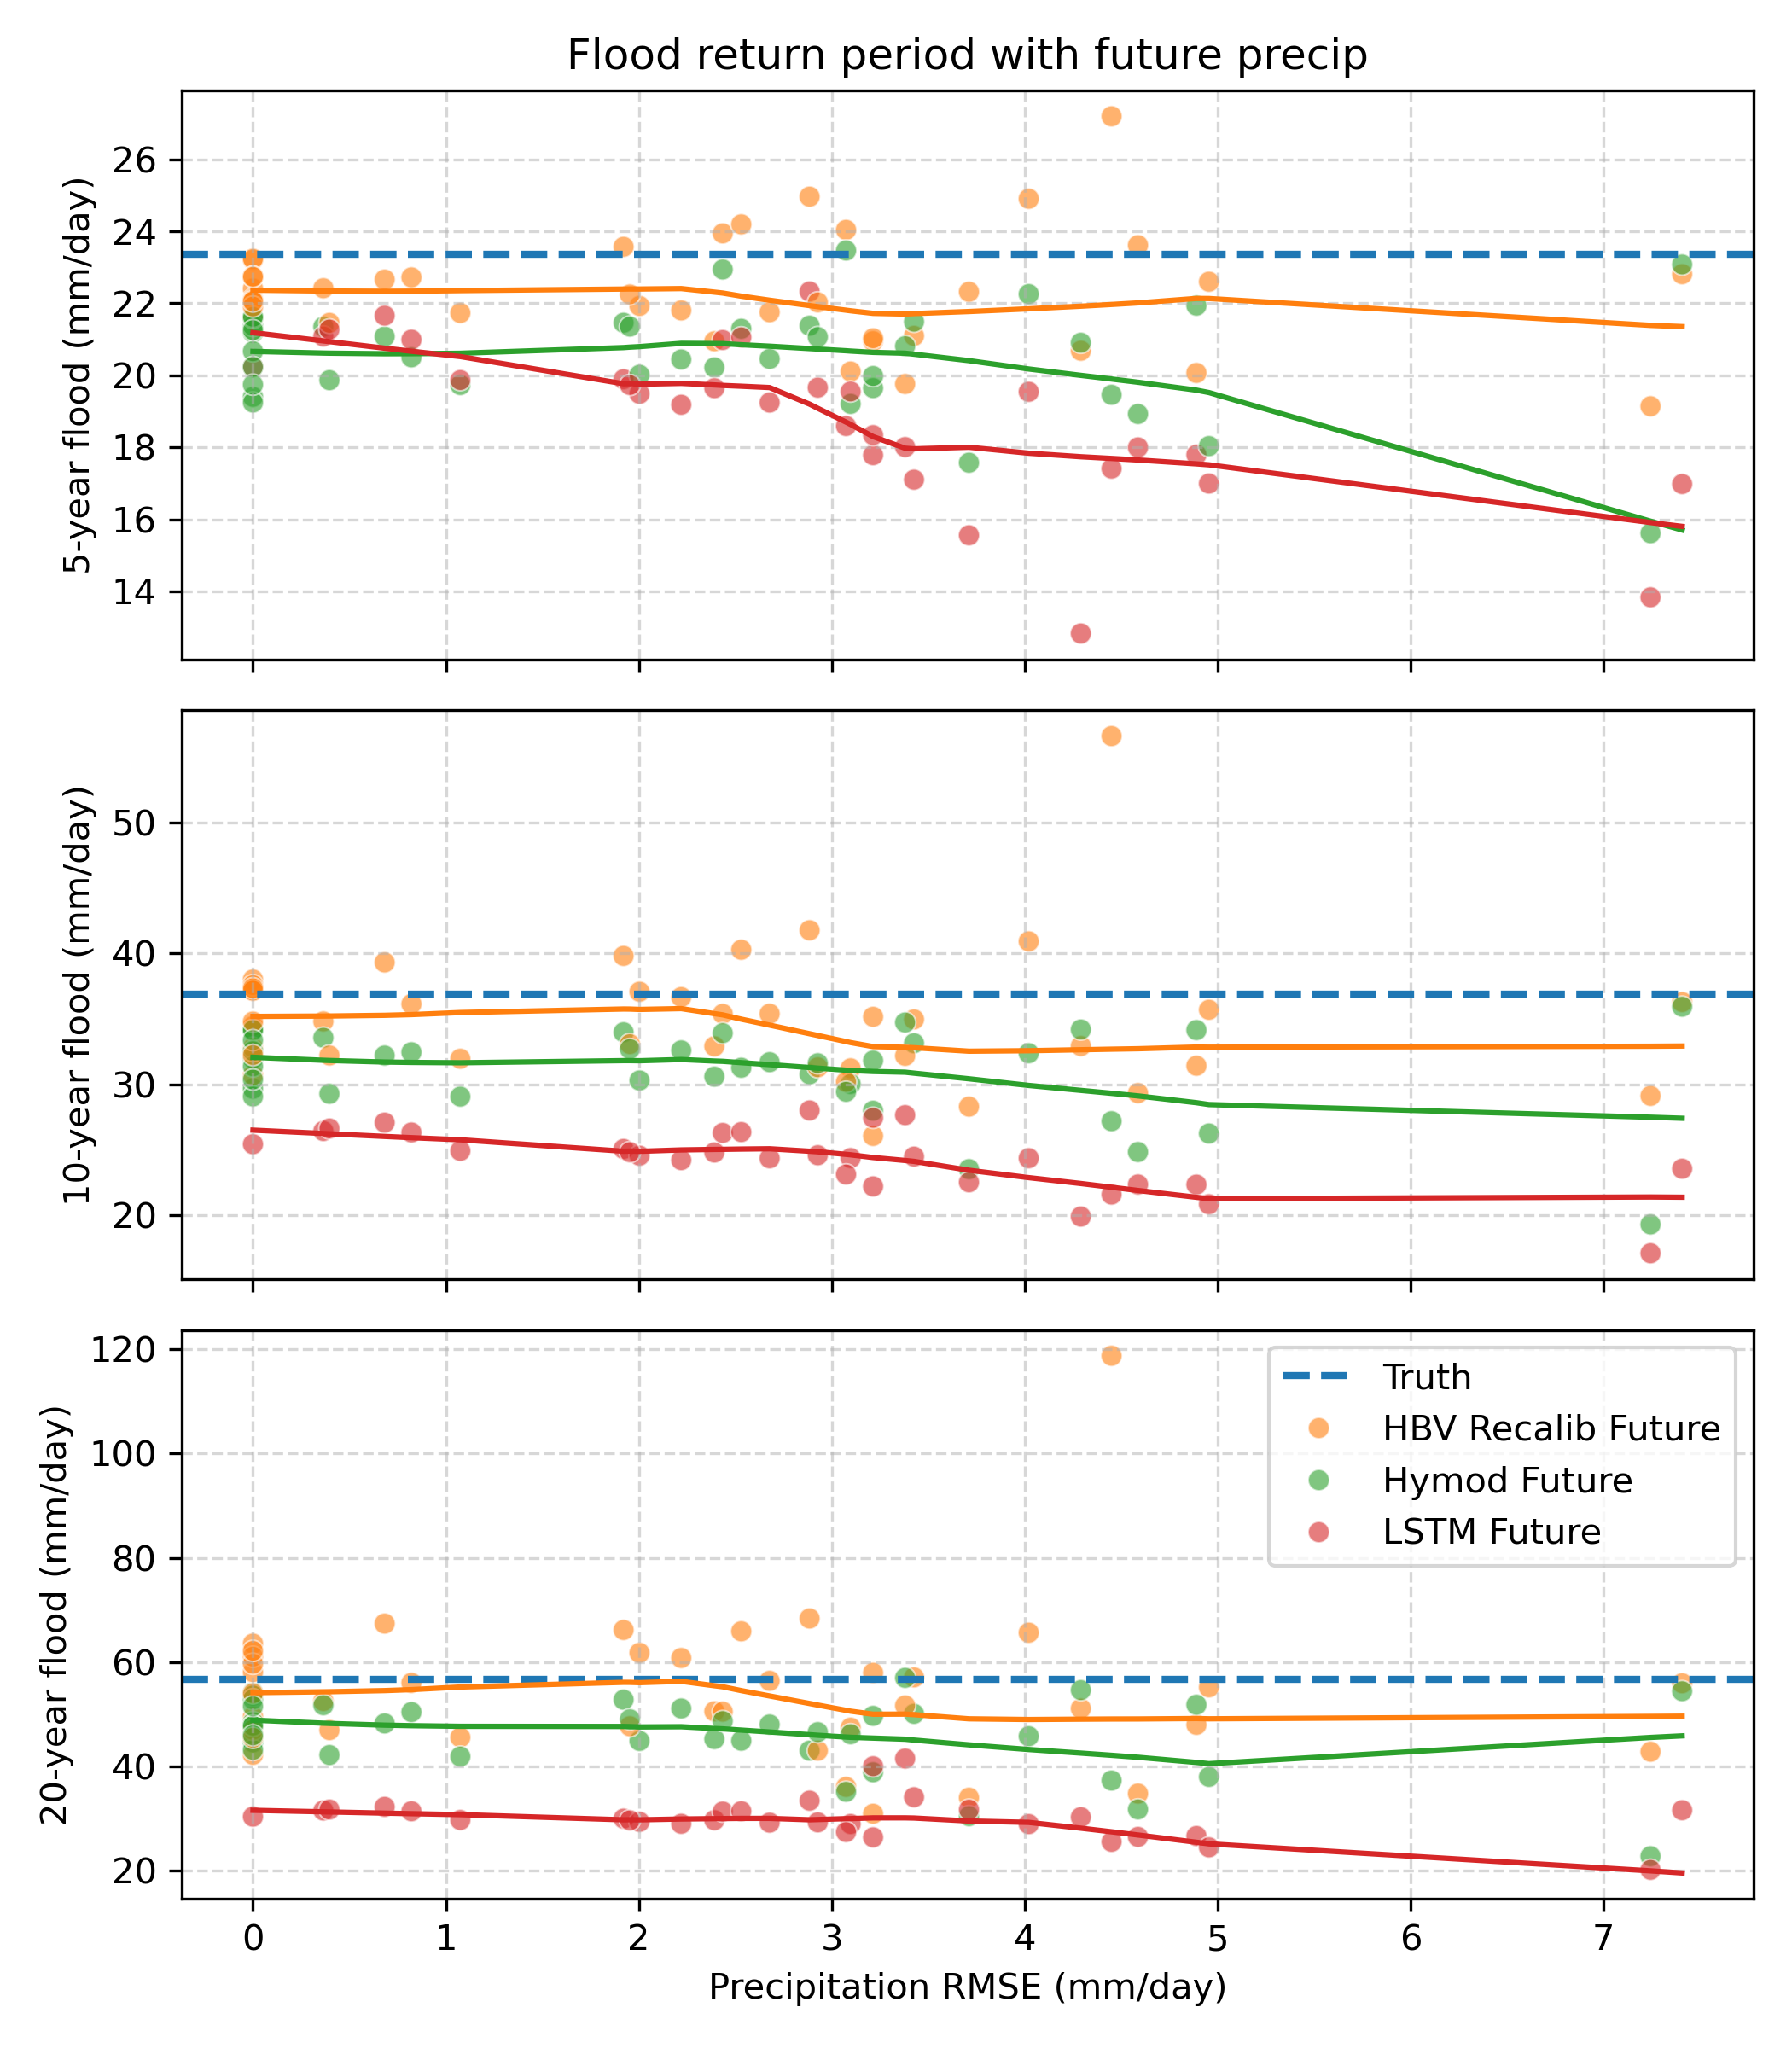 Flood return period with future precip
5-year flood (mm/day)
26
24
22
20
18
16
14
10-year flood (mm/day)
50
40
30
20
20-year flood (mm/day)
120
100
80
60
40
20
Truth
HBV Recalib Future
Hymod Future
LSTM Future
0 1 2 3 4 5 6 7
Precipitation RMSE (mm/day)